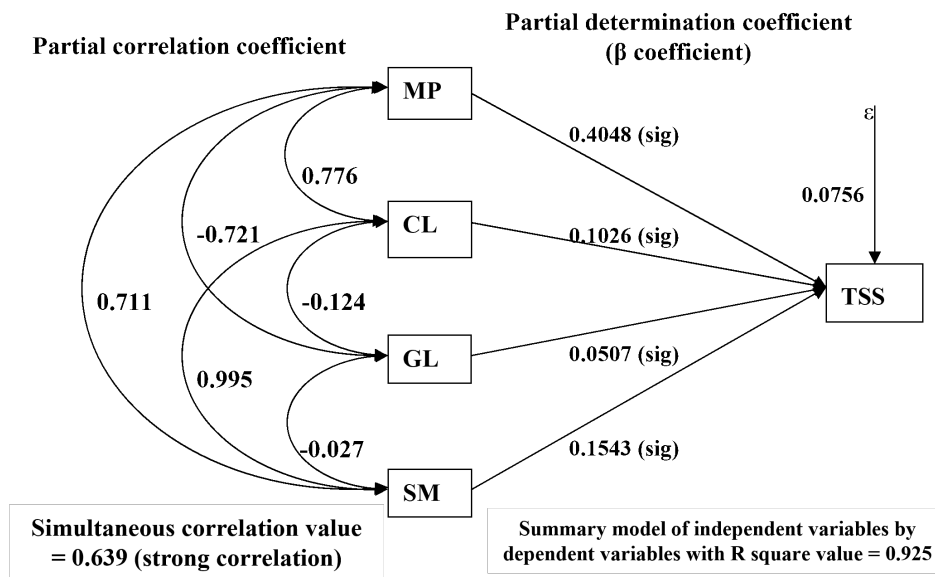 Partial correlation coefficient
Partial determination coefficient
(β coefficient)
MP
ε
0.4048 (sig)
0.776
0.0756
CL
-0.721
0.1026 (sig)
0.711
-0.124
TSS
GL
0.0507 (sig)
0.995
-0.027
0.1543 (sig)
SM
Simultaneous correlation value
= 0.639 (strong correlation)
Summary model of independent variables by
dependent variables with R square value = 0.925